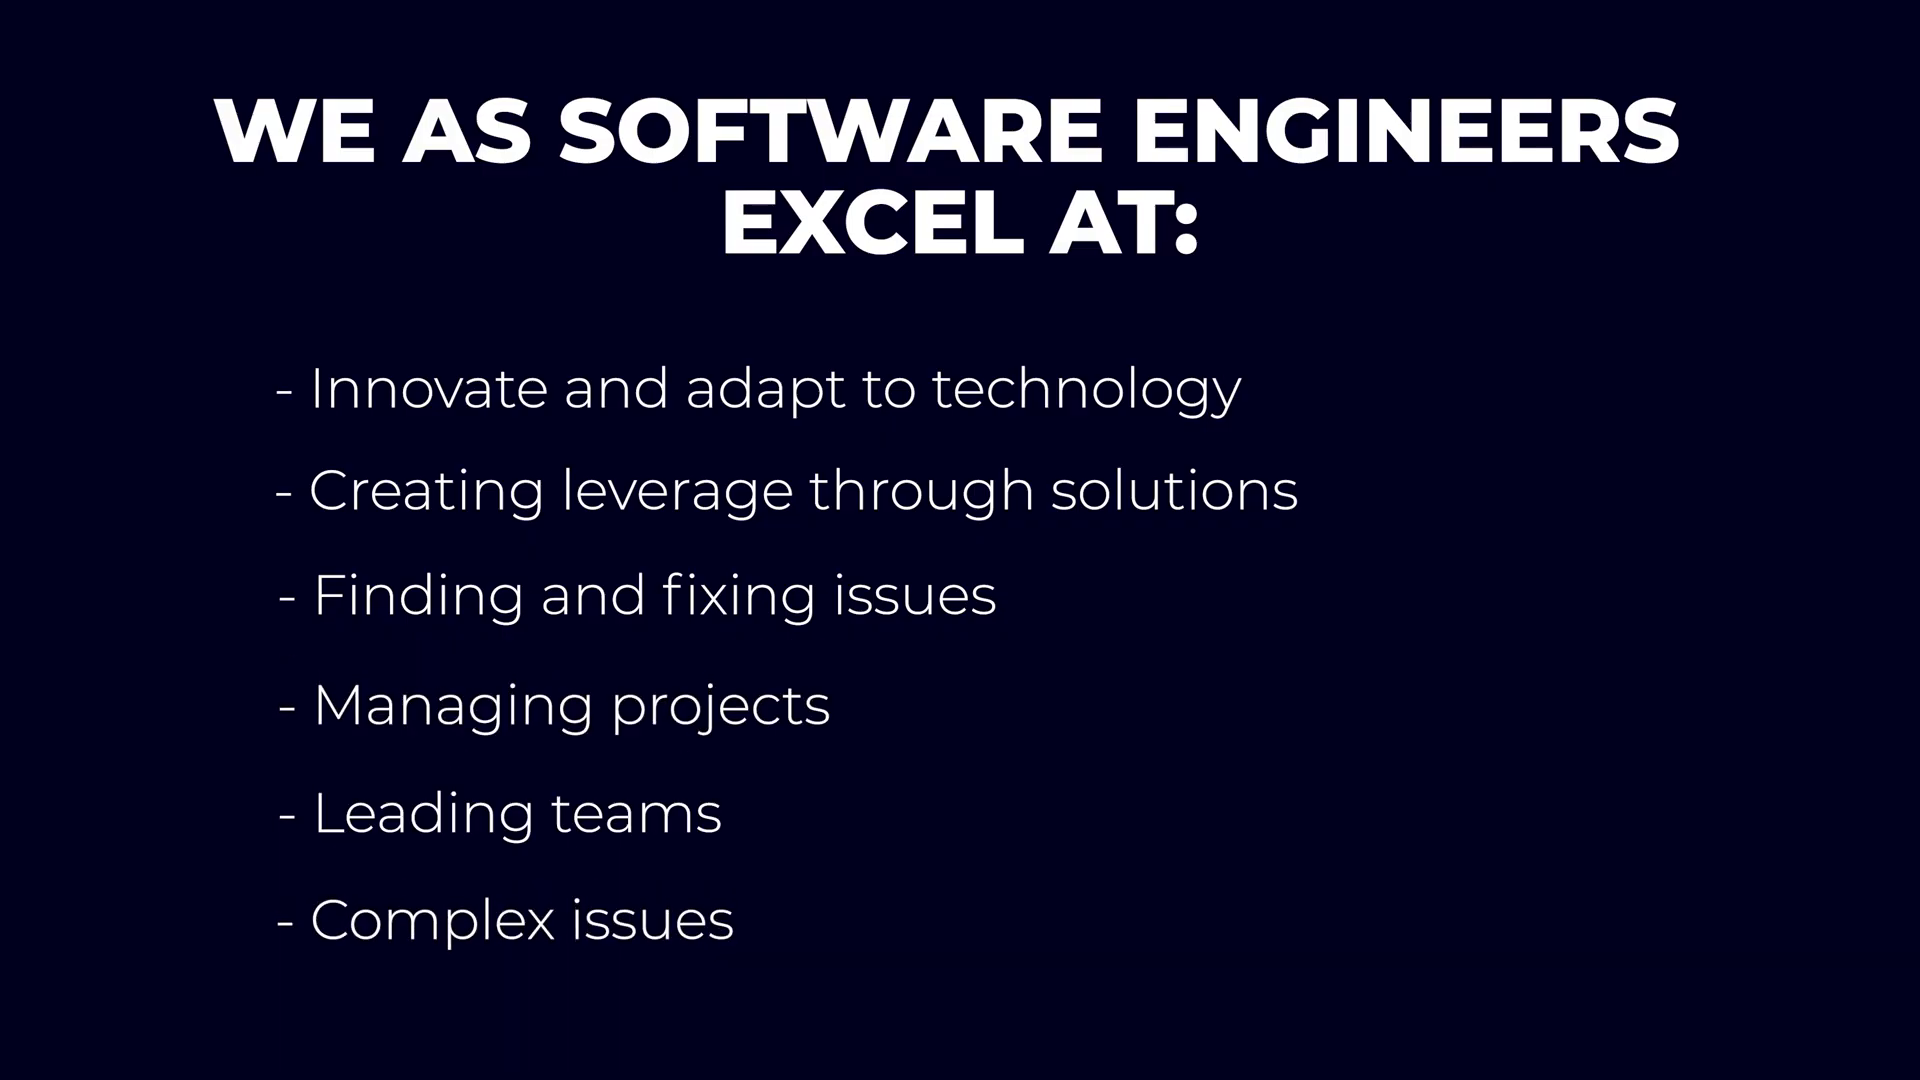 WE AS SOFTWARE ENGINEERS
EXCEL AT:
- Innovate and adapt to technology
- Creating leverage through solutions
- Finding and fixing issues
- Managing projects
- Leading teams
- Complex issues